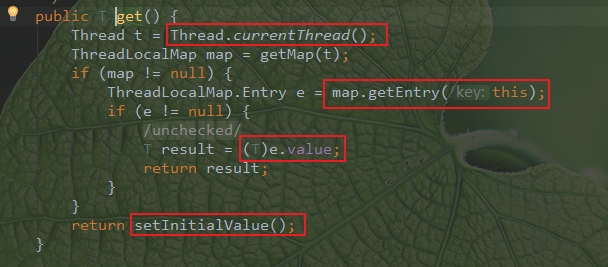 public T get() {
Thread t = Thread.currentThread();
ThreadLocalMap map = getMap(t);
if (map != null) {
ThreadLocalMap.Entry e = map.getEntry( key: this);
if (e != null) {
/unchecked/
T result = (T)e.value;
return result;
}
}
return setInitialValue();
}